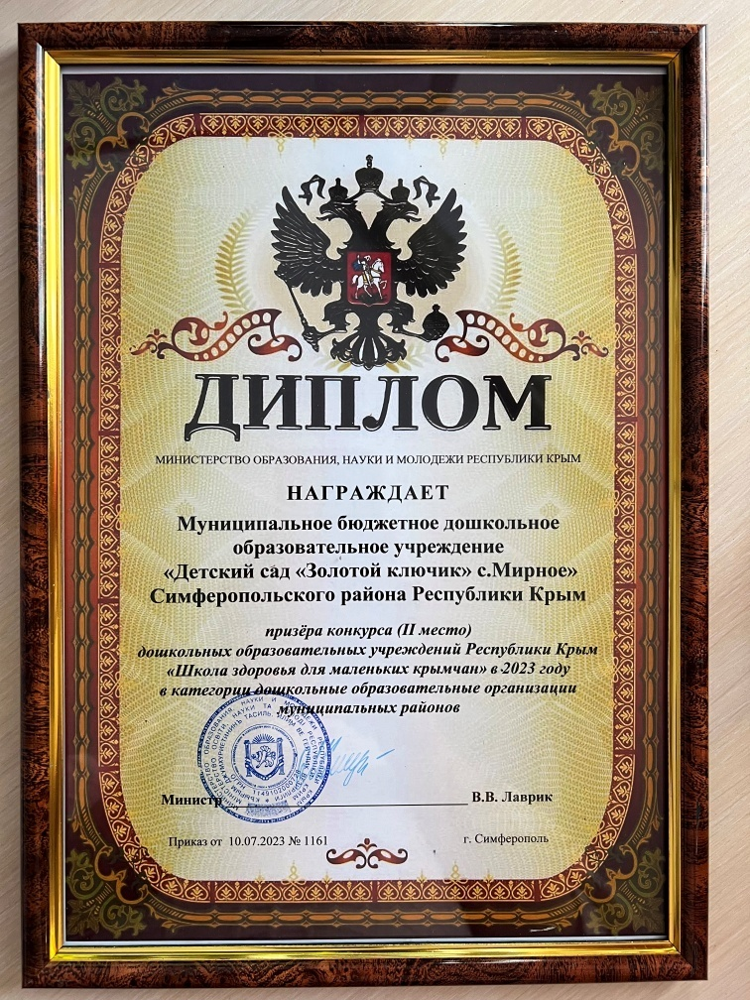 ДИПЛОМ
МИНИСТЕРСТВО ОБРАЗОВАНИЯ, НАУКИ И МОЛОДЕЖИ РЕСПУБЛИКИ КРЫМ
НАГРАЖДАЕТ
Муниципальное бюджетное дошкольное
образовательное учреждение
«Детский сад «Золотой ключик» с.Мирное»
Симферопольского района Республики Крым
призёра конкурса (II место)
дошкольных образовательных учреждений Республики Крым
«Школа здоровья для маленьких крымчан» в 2023 году
в категории дошкольные образовательные организации
муниципальных районов
Министр В.В. Лаврик
Приказ от 10.07.2023 № 1161 г. Симферополь